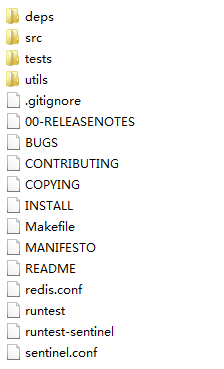 deps
src
tests
utils
.gitignore
00-RELEASENOTES
BUGS
CONTRIBUTING
COPYING
INSTALL
Makefile
MANIFESTO
README
redis.conf
runtest
runtest-sentinel
sentinel.conf